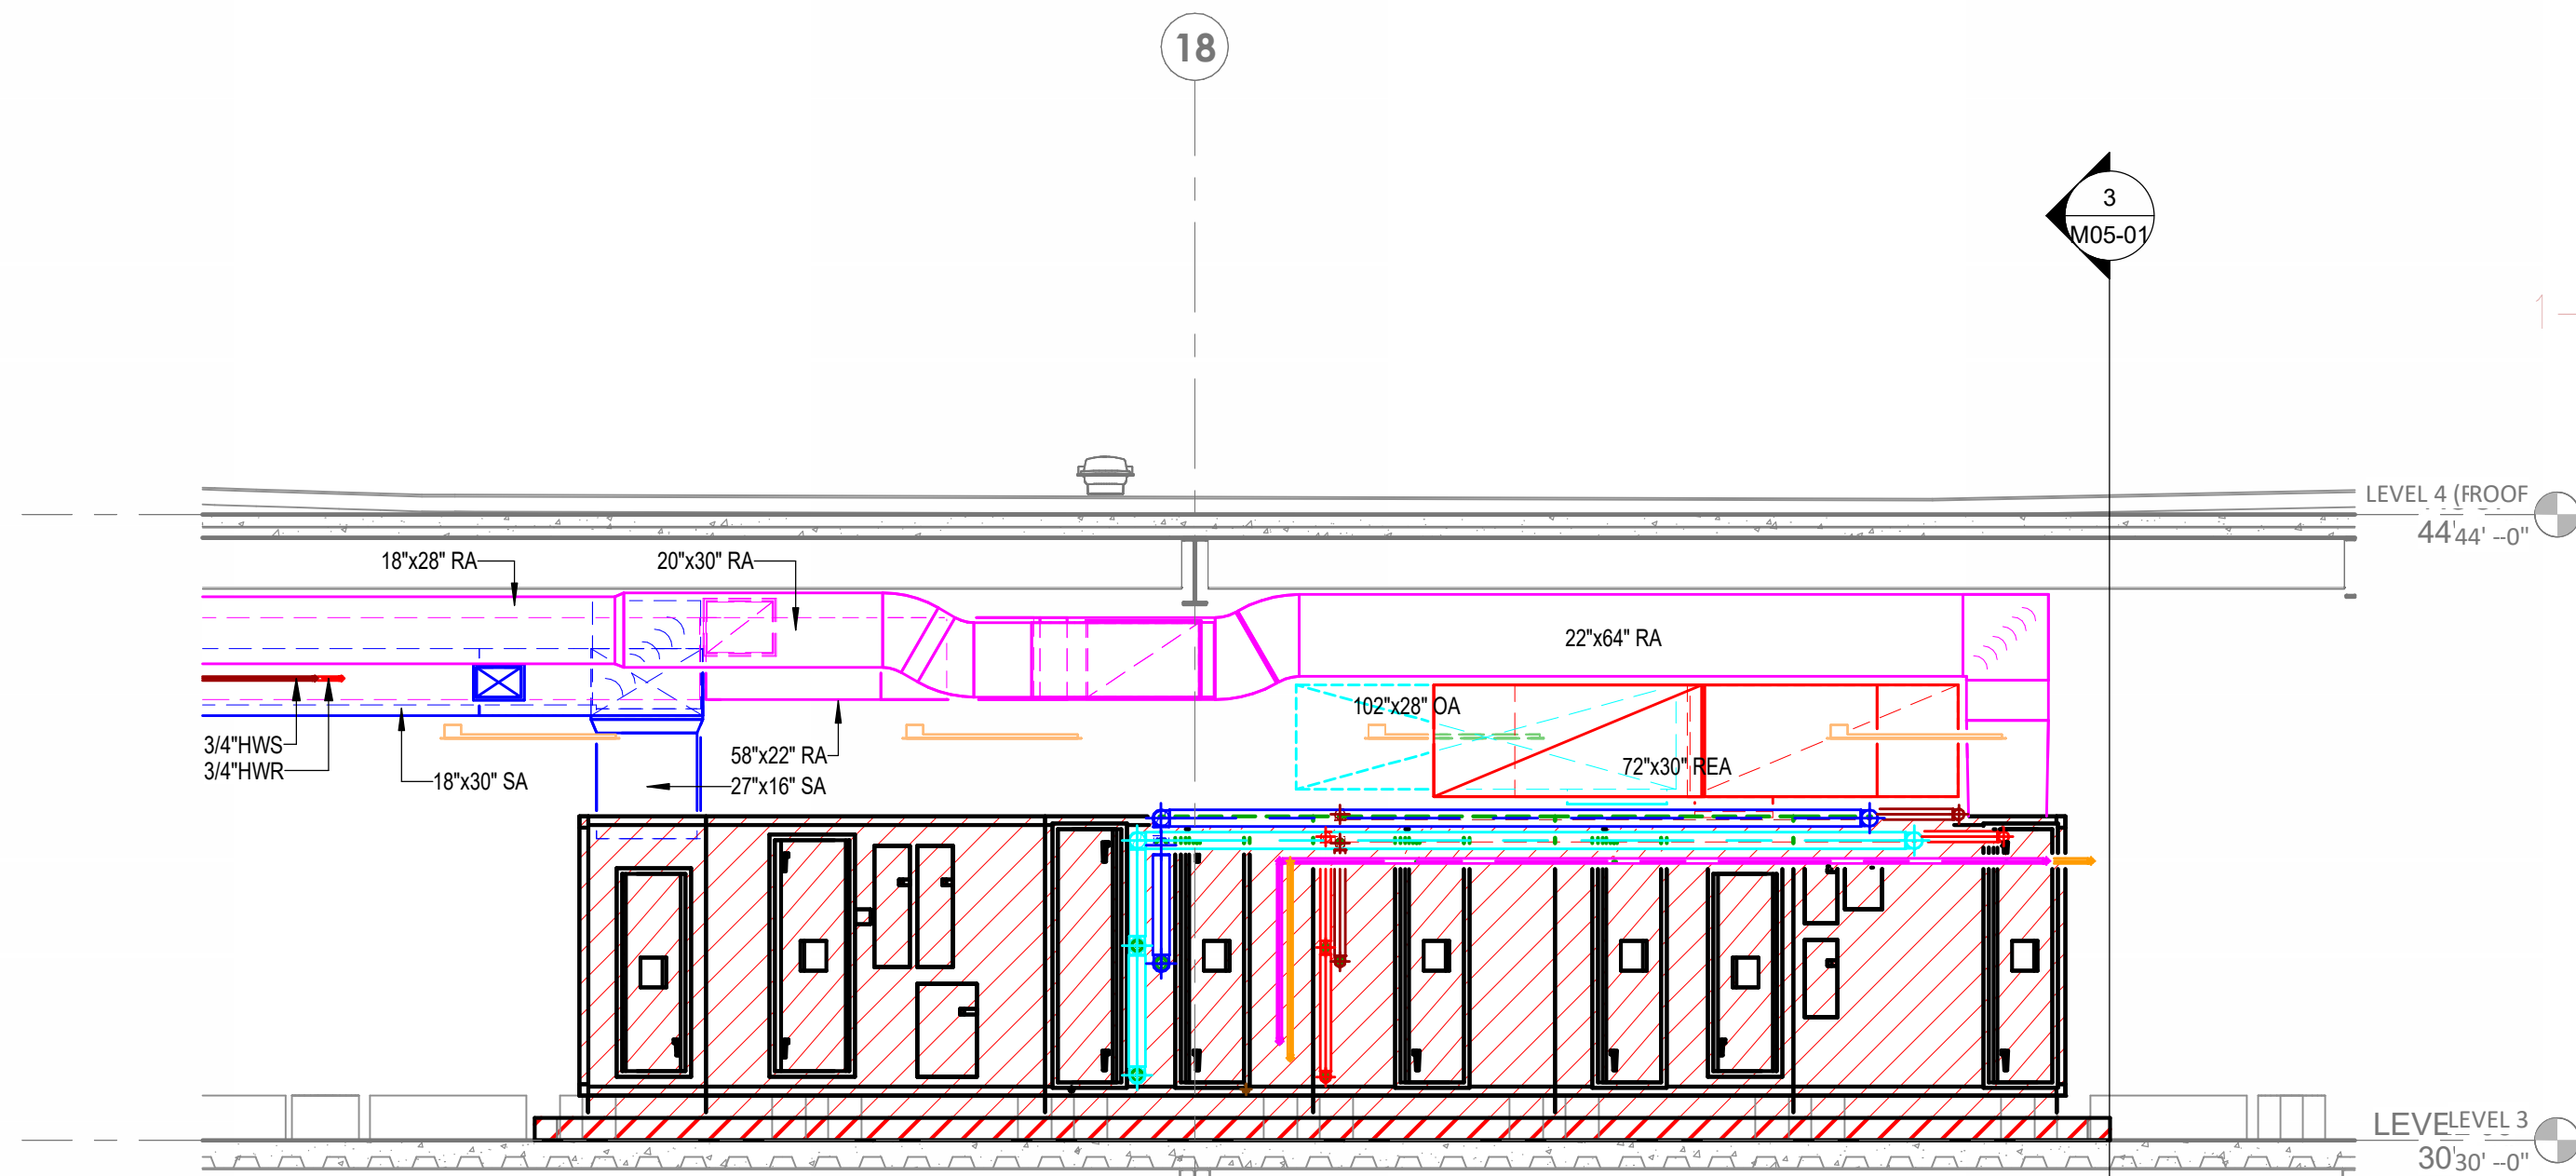 18
3
M05-01
1
LEVEL 4 (ROOF
44' -0"
18"x28" RA
20"x30" RA
22"x64" RA
102"x28" OA
3/4"HWS
3/4"HWR
18"x30" SA
58"x22" RA
27"x16" SA
72"x30" REA
LEVEL 3
30' -0"